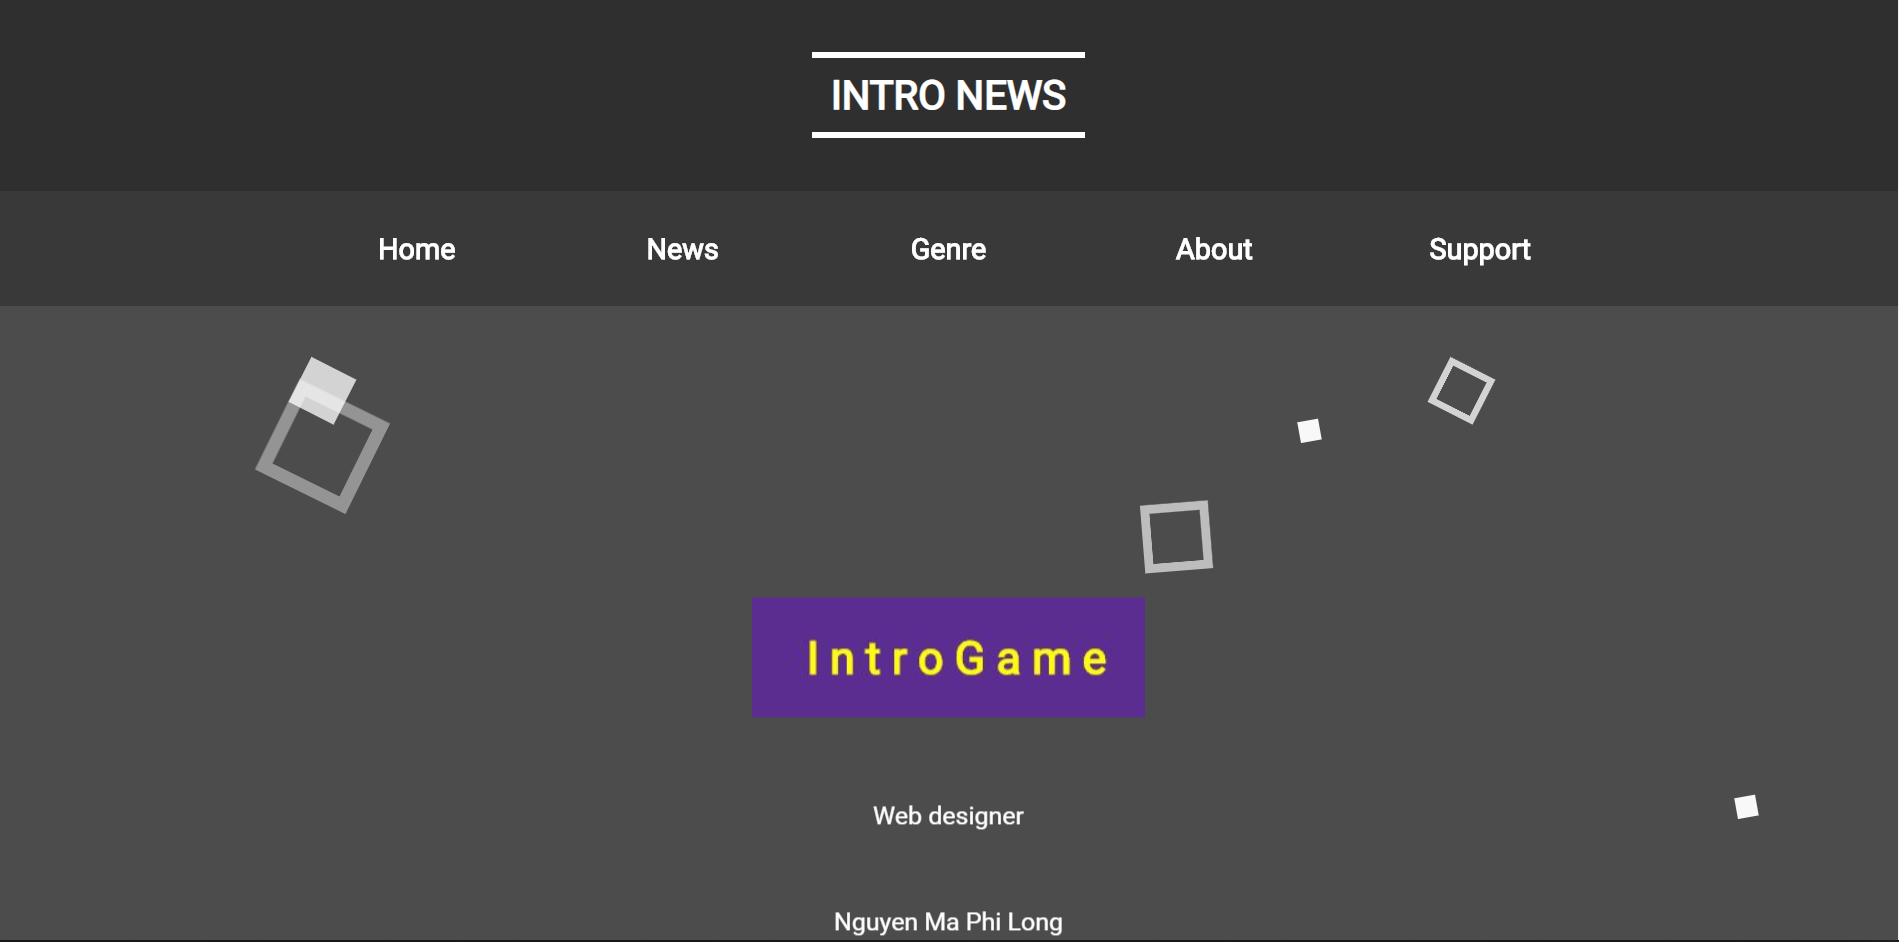 INTRO NEWS
Home News Genre About Support
IntroGame
Web designer
Nguyen Ma Phi Long